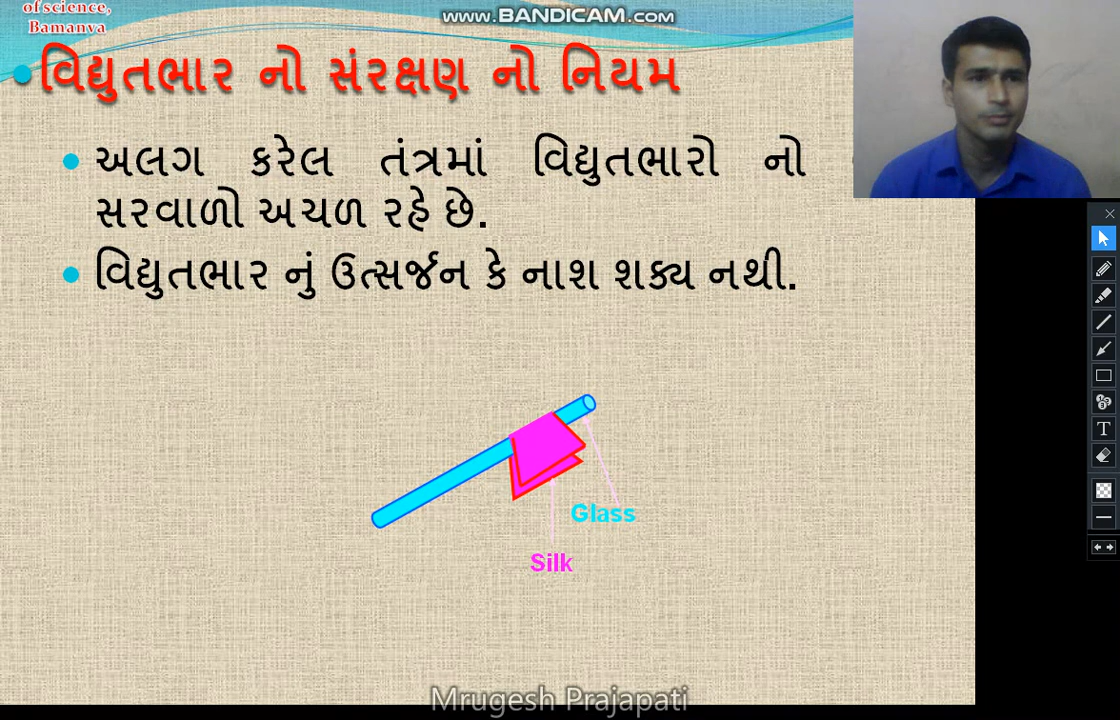 of science,
Bamanva
www.BANDICAM.com
વિદ્યુતભાર નો સંરક્ષણ નો નિયમ
અલગ કરેલ તંત્રમાં વિદ્યુતભારો નો
સરવાળો અચળ રહે છે.
વિદ્યુતભાર નું ઉત્સર્જન કે નાશ શક્ય નથી.
Glass
Silk
Mrugesh Prajapati